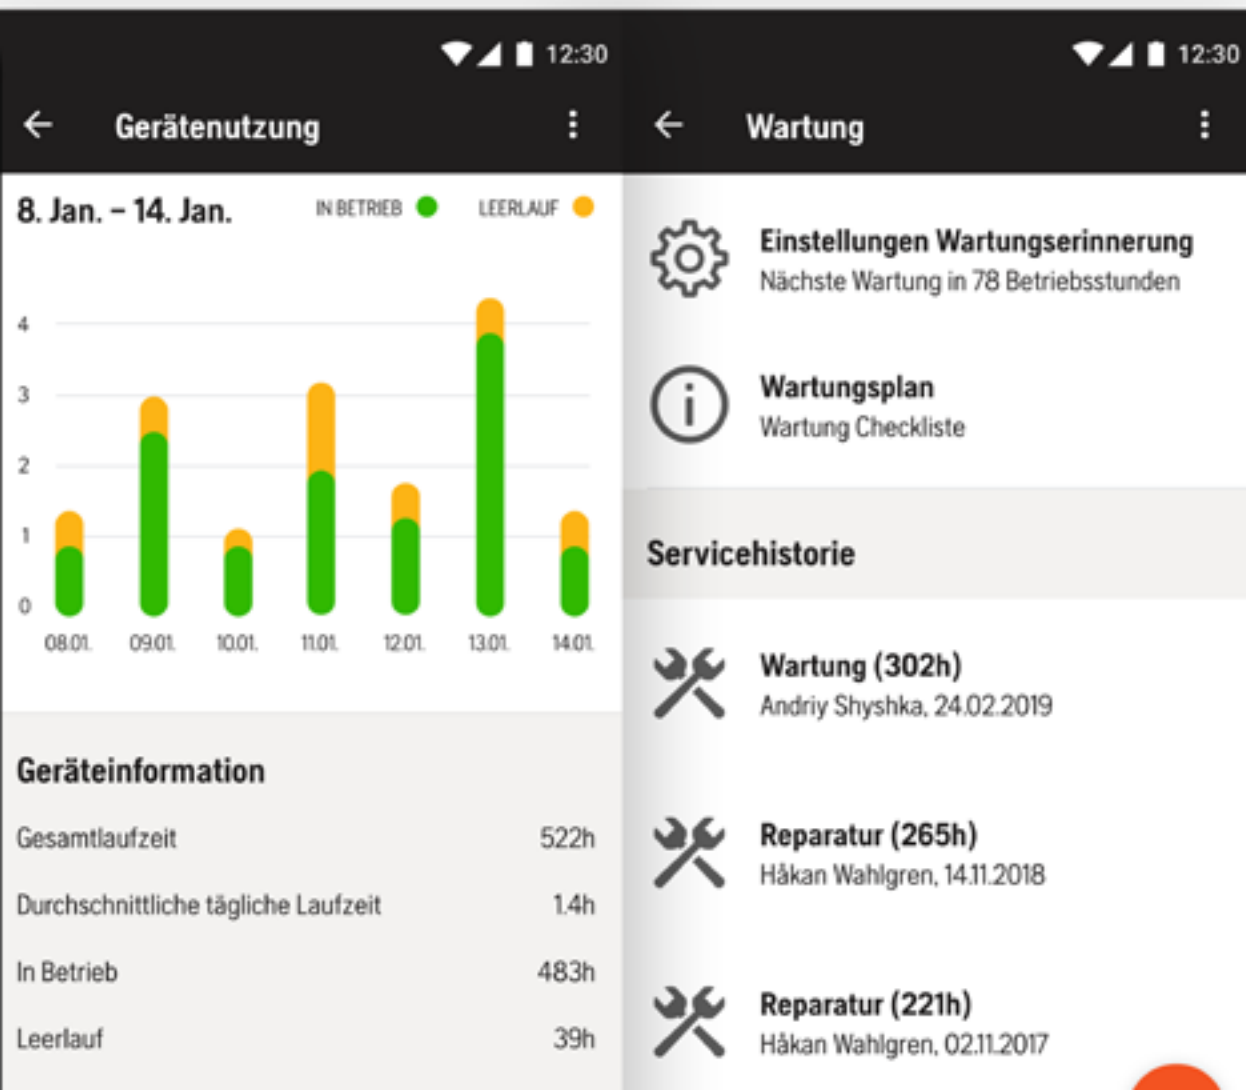 12:30
Gerätenutzung
8. Jan. – 14. Jan.
IN BETRIEB
LEERLAUF
4
3
2
1
0
08.01.
09.01.
10.01.
11.01.
12.01.
13.01.
14.01.
Geräteinformation
Gesamtlaufzeit 522h
Durchschnittliche tägliche Laufzeit 1.4h
In Betrieb 483h
Leerlauf 39h
12:30
Wartung
Einstellungen Wartungserinnerung
Nächste Wartung in 78 Betriebsstunden
Wartungsplan
Wartung Checkliste
Servicehistorie
Wartung (302h)
Andriy Shyshka, 24.02.2019
Reparatur (265h)
Håkan Wahlgren, 14.11.2018
Reparatur (221h)
Håkan Wahlgren, 02.11.2017